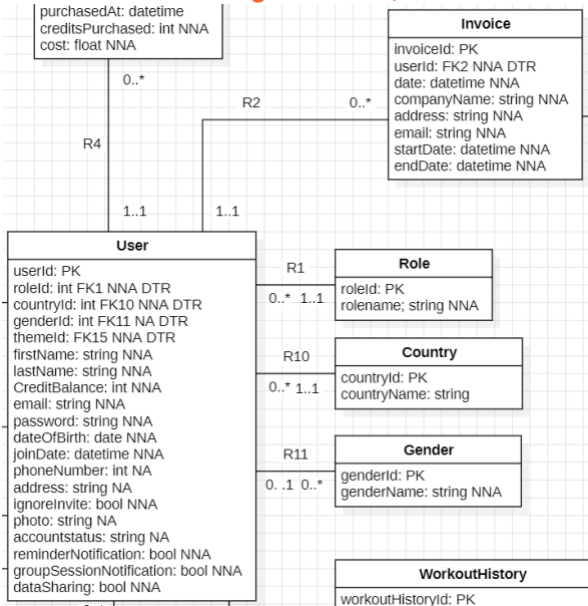 purchasedAt: datetime
creditsPurchased: int NNA
cost: float NNA
0..*
R4
1..1
R2
0..*
1..1
Invoice
invoiceId: PK
userId: FK2 NNA DTR
date: datetime NNA
companyName: string NNA
address: string NNA
email: string NNA
startDate: datetime NNA
endDate: datetime NNA
User
userId: PK
roleId: int FK1 NNA DTR
countryId: int FK10 NNA DTR
genderId: int FK11 NA DTR
themeId: FK15 NNA DTR
firstName: string NNA
lastName: string NNA
CreditBalance: int NNA
email: string NNA
password: string NNA
dateOfBirth: date NNA
joinDate: datetime NNA
phoneNumber: int NA
address: string NA
ignoreInvite: bool NNA
photo: string NA
accountstatus: string NA
reminderNotification: bool NNA
groupSessionNotification: bool NNA
dataSharing: bool NNA
R1
0..* 1..1
Role
roleId: PK
rolename; string NNA
R10
0..* 1..1
Country
countryId: PK
countryName: string
R11
0. .1 0..*
Gender
genderId: PK
genderName: string NNA
WorkoutHistory
workoutHistoryId: PK